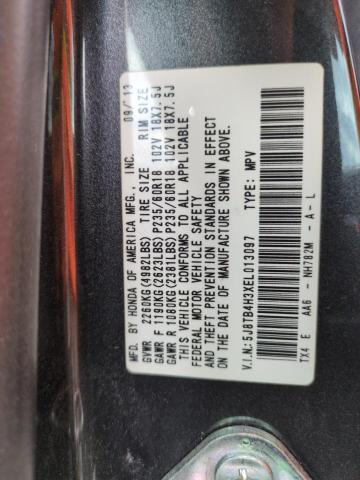 MFD. BY HONDA OF AMERICA MFG., INC. 09/13
GVWR 2260KG(4982LBS) TIRE SIZE RIM SIZE
GAWR F 1190KG(2623LBS) P235/60R18 102V 18X7.5J
GAWR R 1080KG(2381LBS) P235/60R18 102V 18X7.5J
THIS VEHICLE CONFORMS TO ALL APPLICABLE
FEDERAL MOTOR VEHICLE SAFETY
AND THEFT PREVENTION STANDARDS IN EFFECT
ON THE DATE OF MANUFACTURE SHOWN ABOVE.
V.I.N.:5J8TB4H3XEL013097 TYPE: MPV
TX4 E AA6 - NH782M - A - L